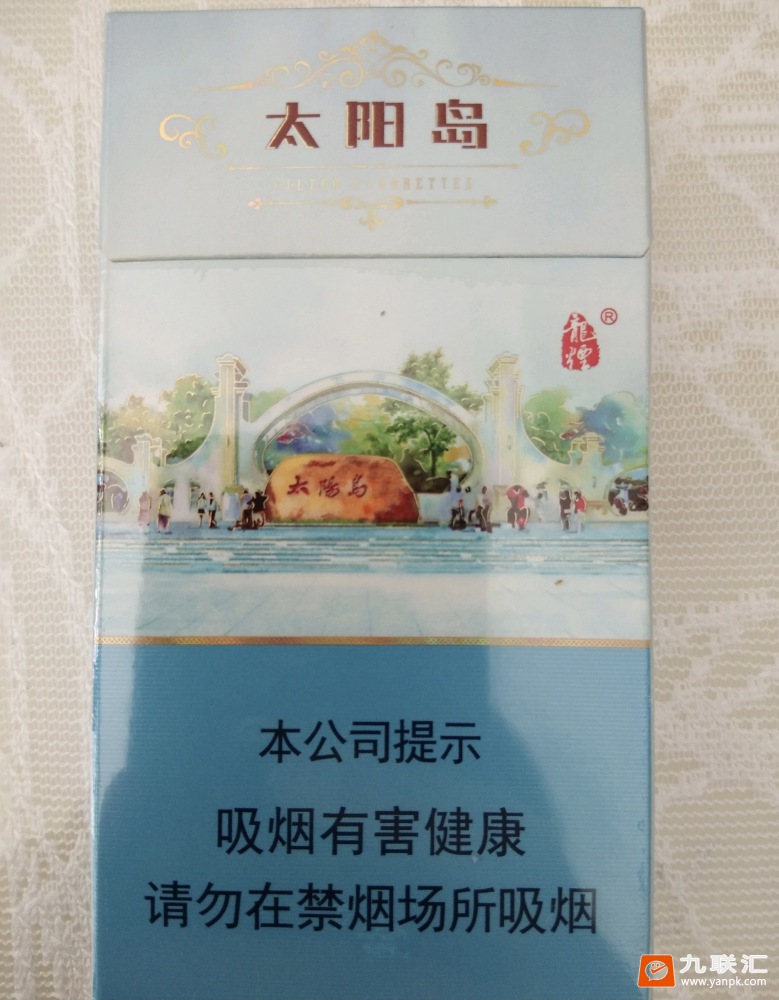 太阳岛
FILTER CIGARETTES
龍煙
®
太陽島
本公司提示
吸烟有害健康
请勿在禁烟场所吸烟
九联汇
www.yanpk.com